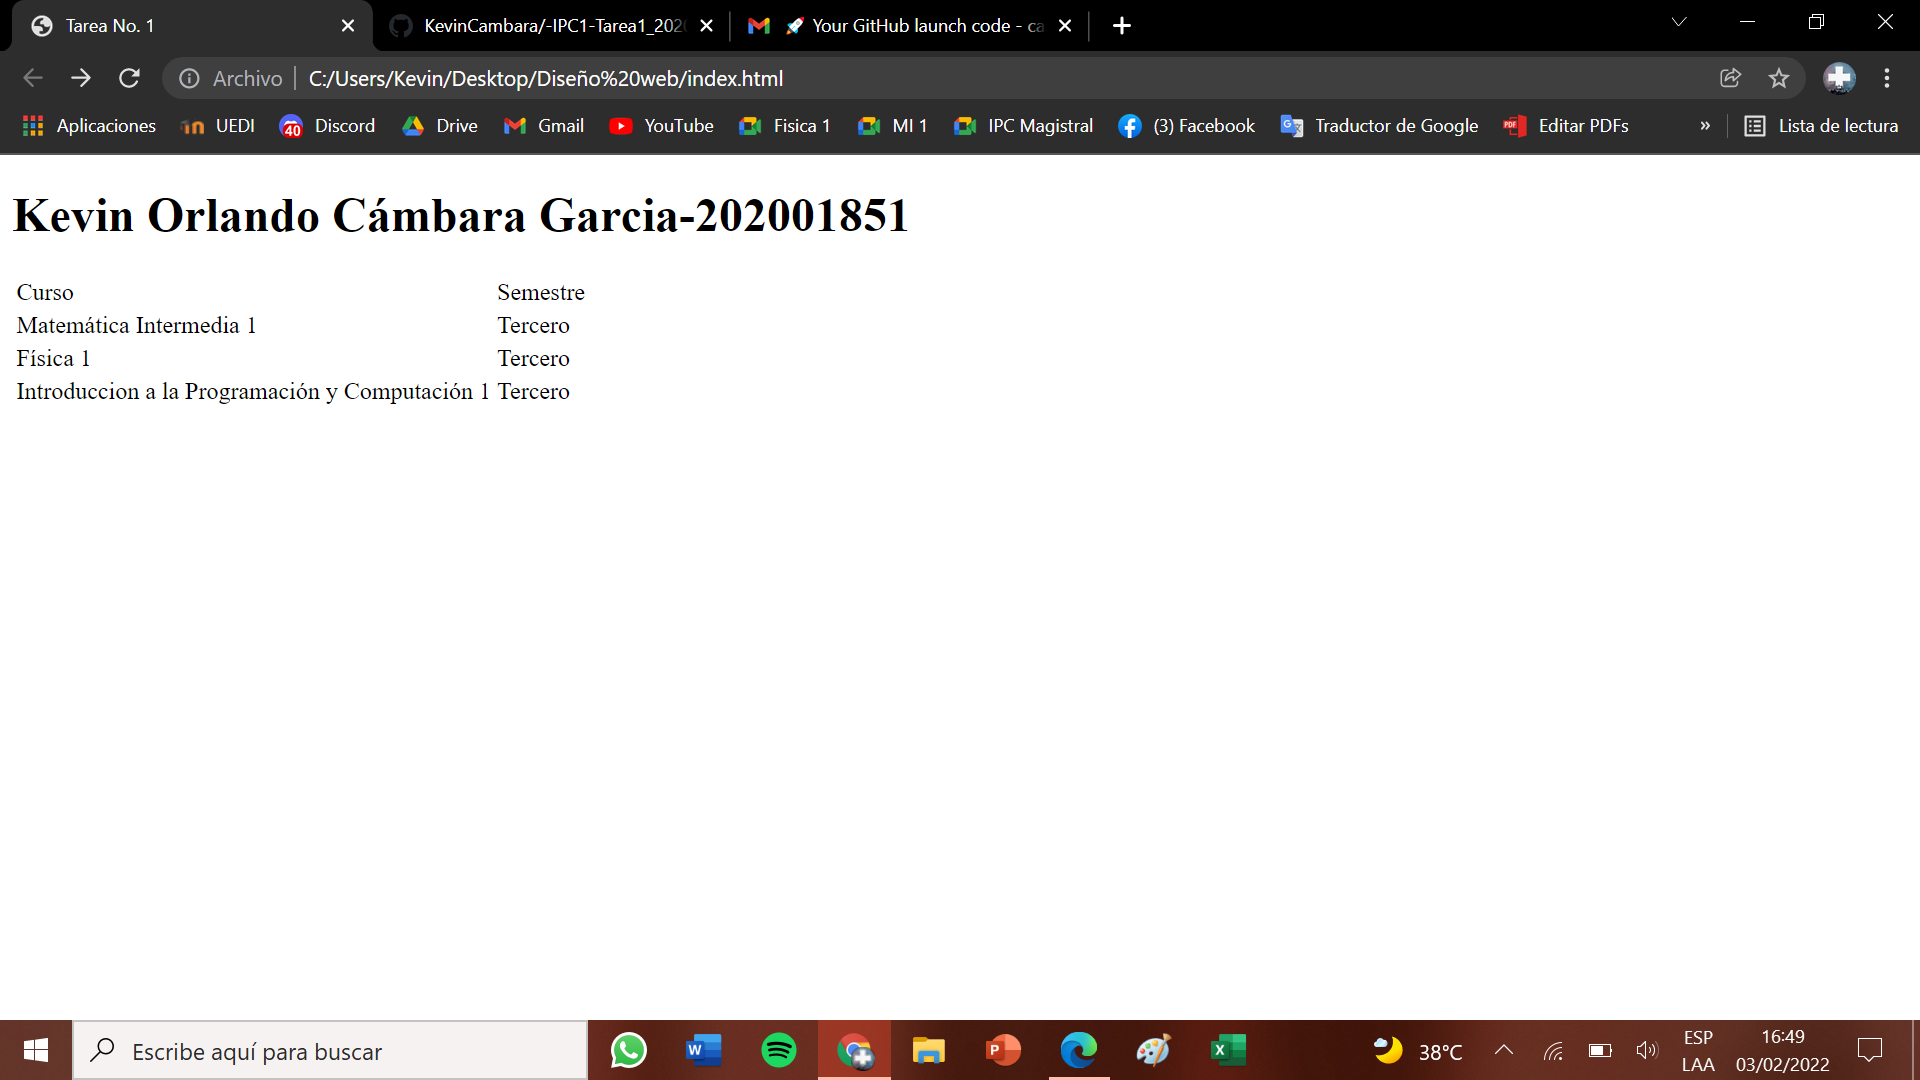 Tarea No. 1
KevinCambara/-IPC1-Tarea1_202
🚀 Your GitHub launch code - ca
Archivo C:/Users/Kevin/Desktop/Diseño%20web/index.html
Aplicaciones UEDI 40 Discord Drive Gmail YouTube Fisica 1 MI 1 IPC Magistral (3) Facebook Traductor de Google PDF Editar PDFs » Lista de lectura
Kevin Orlando Cámbara Garcia-202001851
Curso Semestre
Matemática Intermedia 1 Tercero
Física 1 Tercero
Introduccion a la Programación y Computación 1 Tercero
Escribe aquí para buscar
38°C
ESP
LAA
16:49
03/02/2022